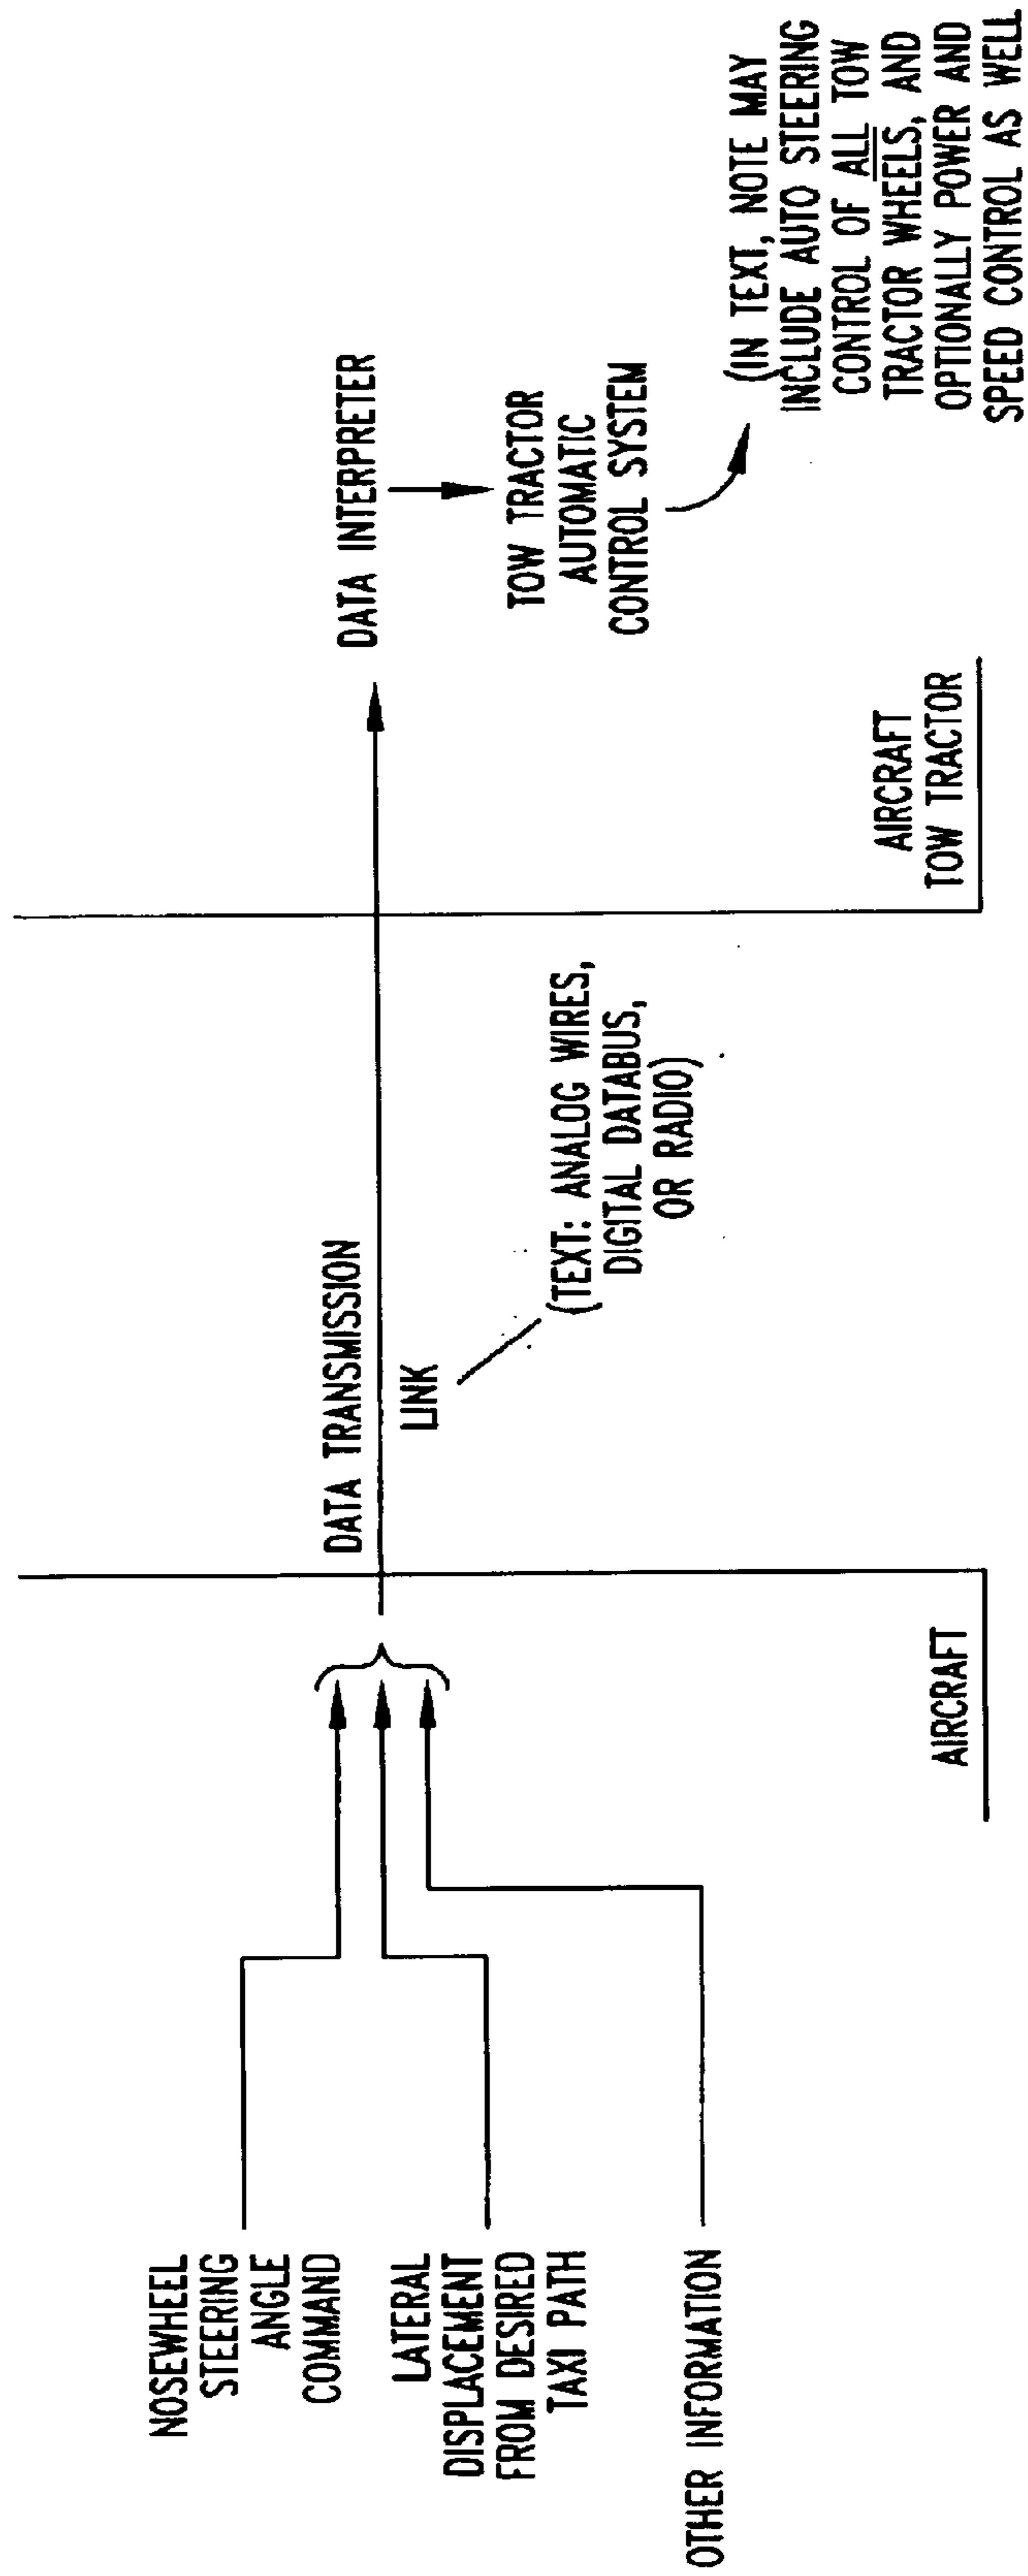 NOSEWHEEL
STEERING
ANGLE
COMMAND
LATERAL
DISPLACEMENT
FROM DESIRED
TAXI PATH
OTHER INFORMATION
AIRCRAFT
DATA TRANSMISSION
LINK
(TEXT: ANALOG WIRES,
DIGITAL DATABUS,
OR RADIO)
DATA INTERPRETER
TOW TRACTOR
AUTOMATIC
CONTROL SYSTEM
(IN TEXT, NOTE MAY
INCLUDE AUTO STEERING
CONTROL OF ALL TOW
TRACTOR WHEELS, AND
OPTIONALLY POWER AND
SPEED CONTROL AS WELL
AIRCRAFT
TOW TRACTOR